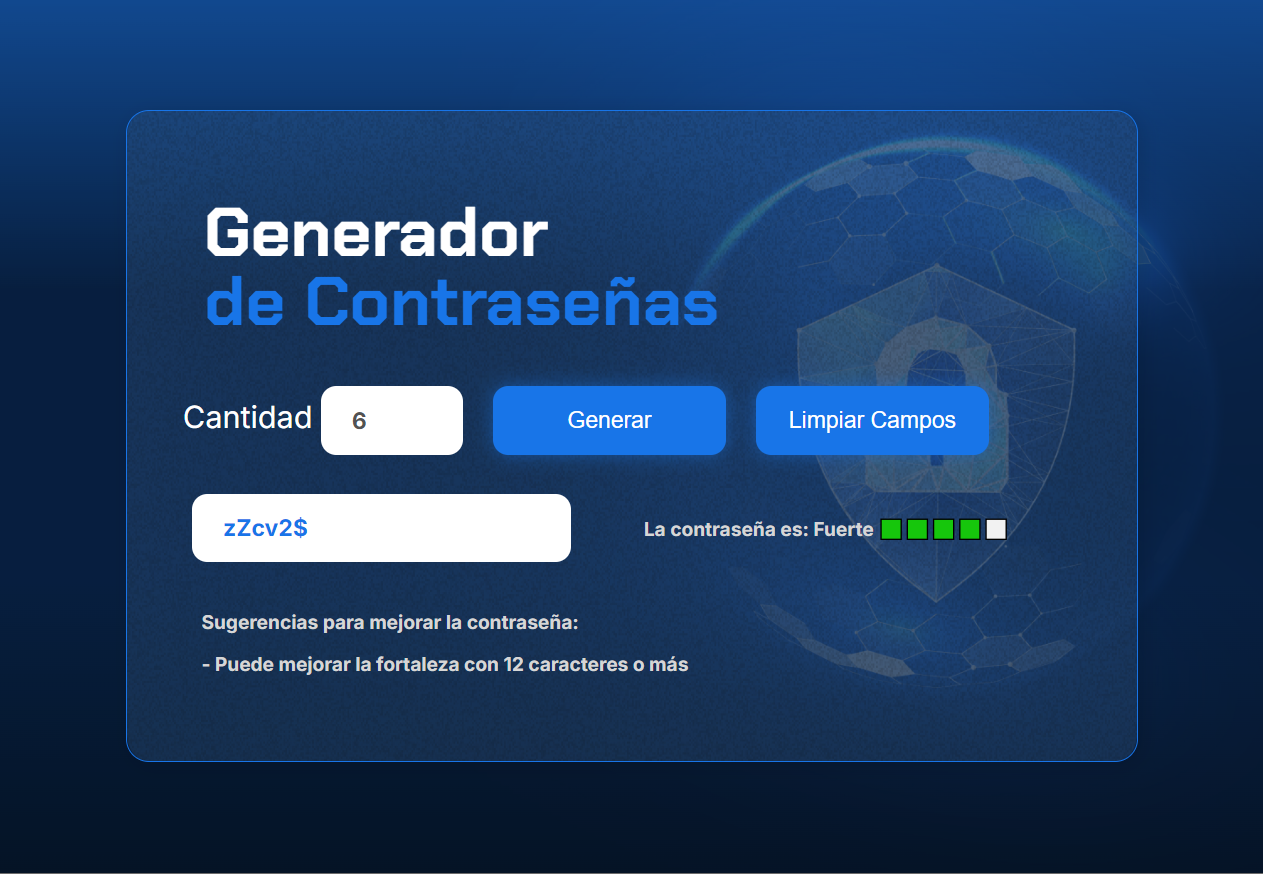 Generador
de Contraseñas
Cantidad 6 Generar Limpiar Campos
zZcv2$ La contraseña es: Fuerte
Sugerencias para mejorar la contraseña:
- Puede mejorar la fortaleza con 12 caracteres o más